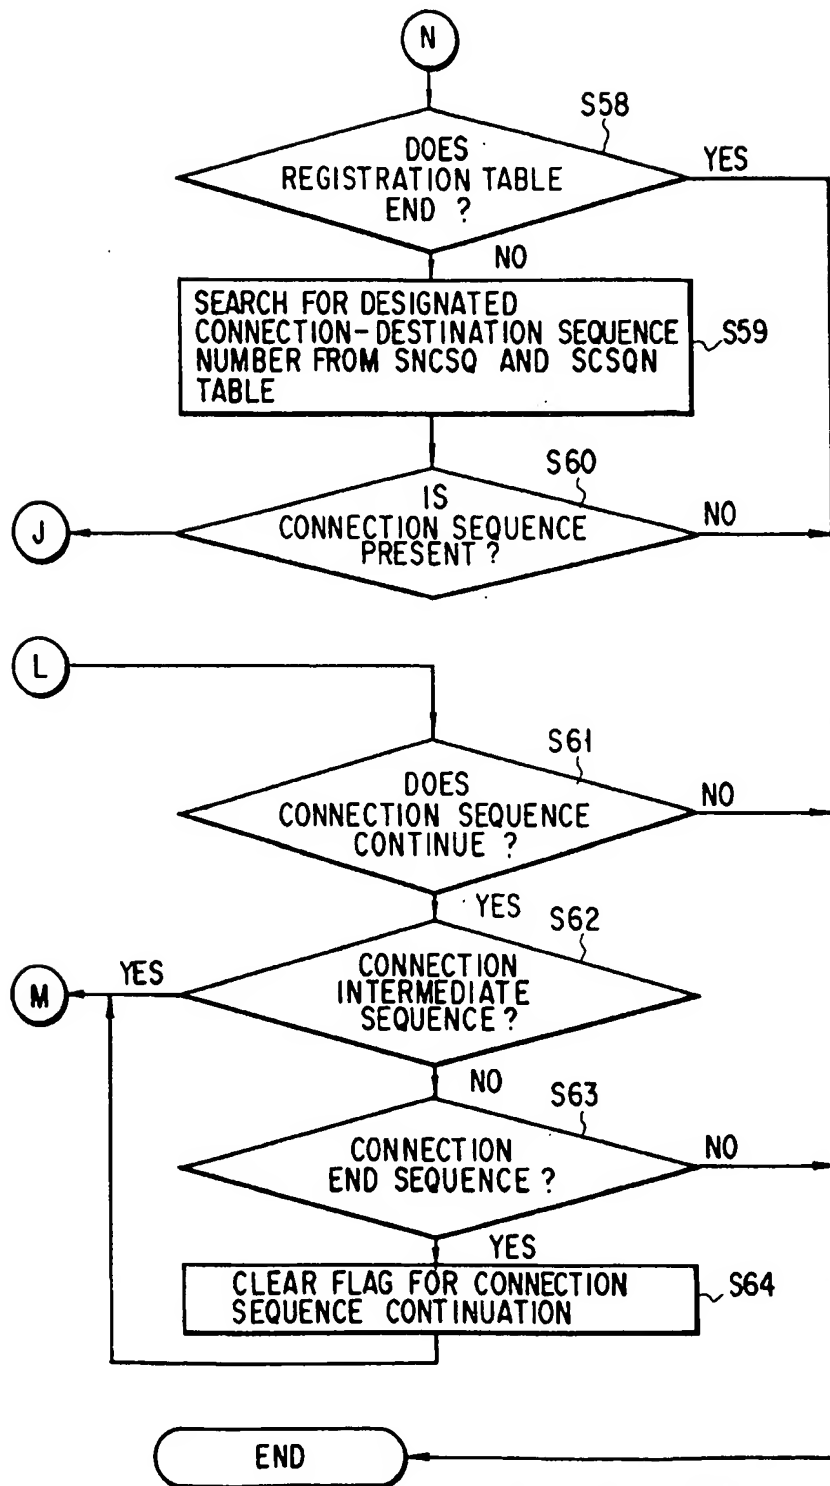 N
S58
DOES
REGISTRATION TABLE
END ?
YES
NO
SEARCH FOR DESIGNATED
CONNECTION-DESTINATION SEQUENCE
NUMBER FROM SNCSQ AND SCSQN
TABLE
S59
S60
IS
CONNECTION SEQUENCE
PRESENT ?
NO
J
L
S61
DOES
CONNECTION SEQUENCE
CONTINUE ?
NO
YES
S62
CONNECTION
INTERMEDIATE
SEQUENCE ?
YES
M
NO
S63
CONNECTION
END SEQUENCE ?
NO
YES
CLEAR FLAG FOR CONNECTION
SEQUENCE CONTINUATION
S64
END